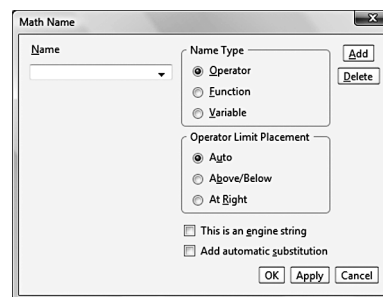 Math Name
x
Name
Name Type
Add
Operator
Delete
Function
Variable
Operator Limit Placement
Auto
Above/Below
At Right
This is an engine string
Add automatic substitution
OK Apply Cancel